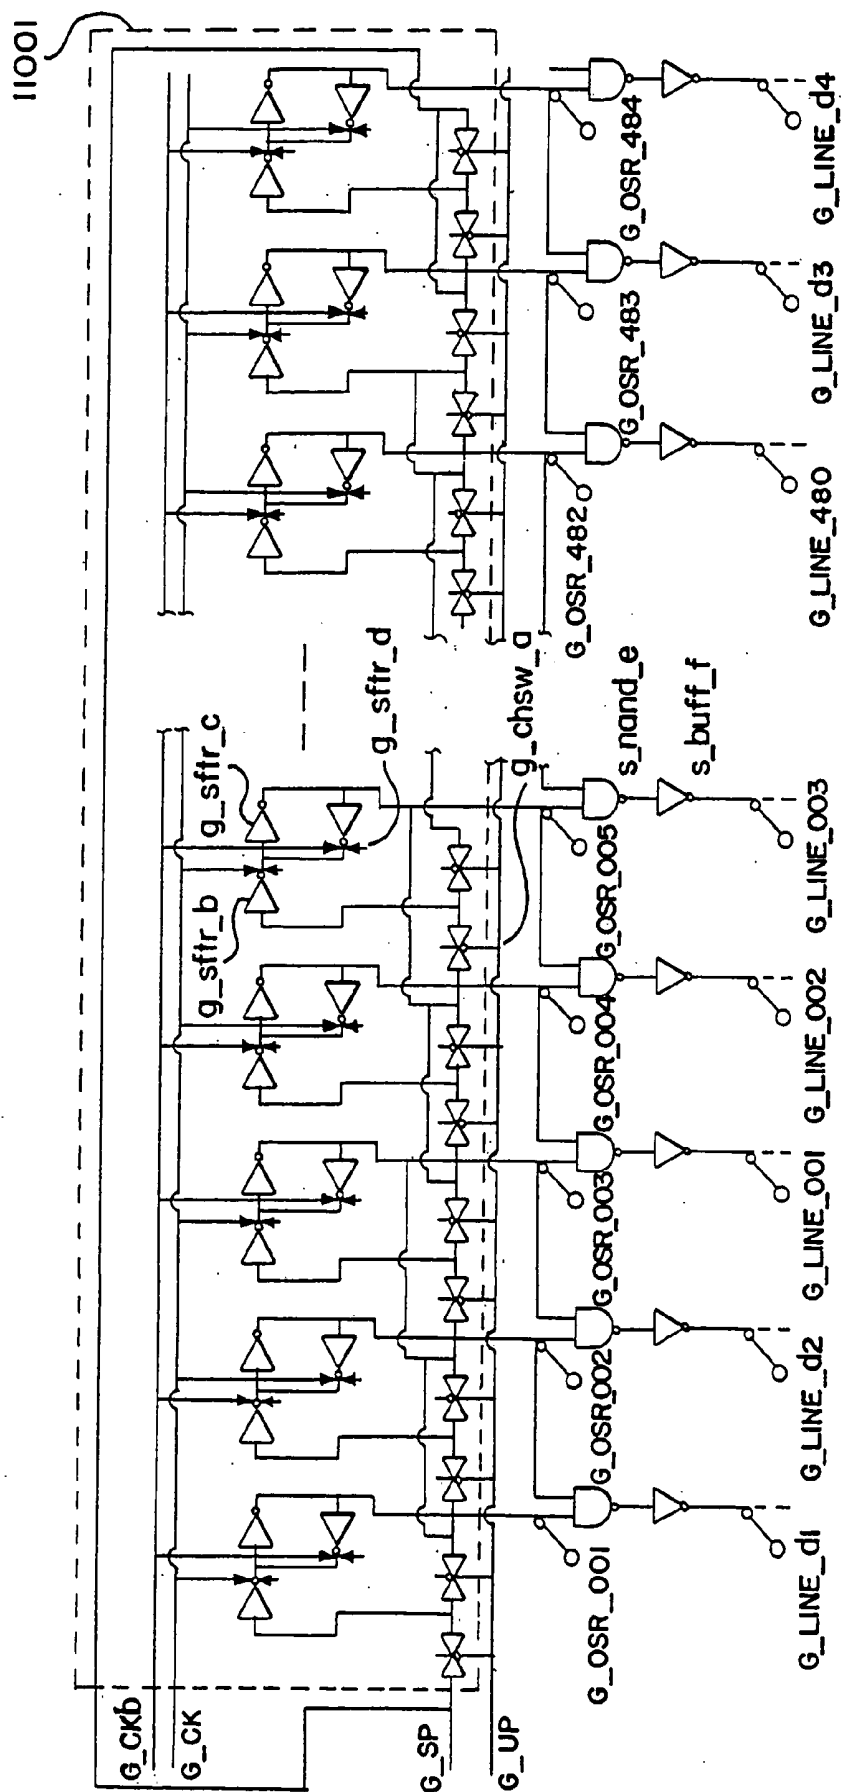 11001
G_CKb
G_CK
G_SP
G_UP
g_sftr_b
g_sftr_c
g_sftr_d
g_chsw_a
s_nand_e
s_buff_f
G_OSR_001
G_OSR_002
G_OSR_003
G_OSR_004
G_OSR_005
G_OSR_482
G_OSR_483
G_OSR_484
G_LINE_d1
G_LINE_d2
G_LINE_001
G_LINE_002
G_LINE_003
G_LINE_480
G_LINE_d3
G_LINE_d4